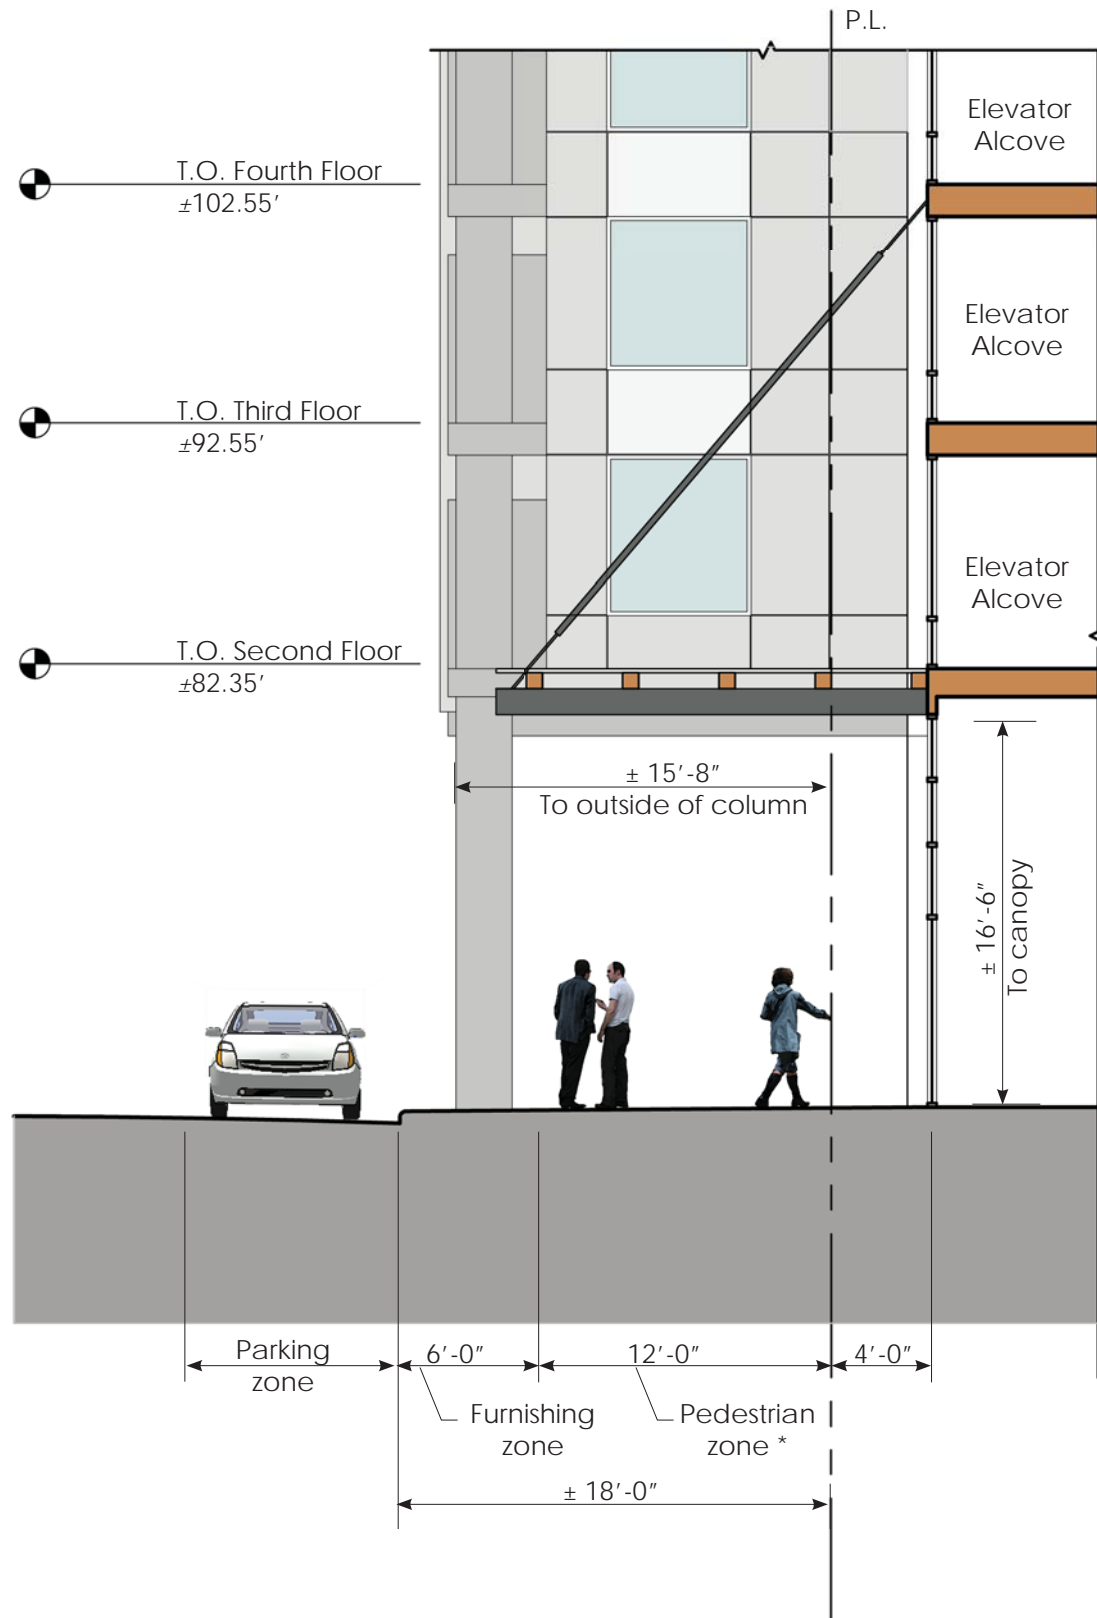 P.L.
Elevator
Alcove
T.O. Fourth Floor
±102.55’
Elevator
Alcove
T.O. Third Floor
±92.55’
Elevator
Alcove
T.O. Second Floor
±82.35’
± 15’-8”
To outside of column
± 16’-6”
To canopy
Parking
zone
6’-0”
12’-0”
4’-0”
Furnishing
zone
Pedestrian
zone *
± 18’-0”